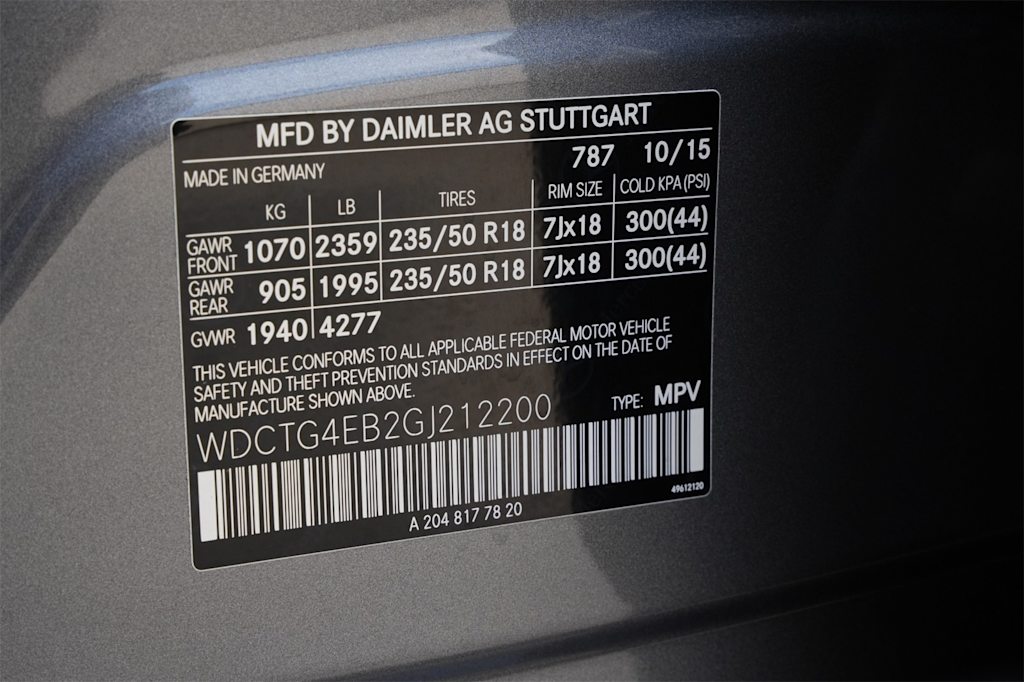 MFD BY DAIMLER AG STUTTGART
787 10/15
MADE IN GERMANY
KG LB TIRES RIM SIZE COLD KPA (PSI)
GAWR FRONT 1070 2359 235/50 R18 7Jx18 300(44)
GAWR REAR 905 1995 235/50 R18 7Jx18 300(44)
GVWR 1940 4277
THIS VEHICLE CONFORMS TO ALL APPLICABLE FEDERAL MOTOR VEHICLE
SAFETY AND THEFT PREVENTION STANDARDS IN EFFECT ON THE DATE OF
MANUFACTURE SHOWN ABOVE.
TYPE: MPV
WDCTG4EB2GJ212200
49612120
A 204 817 78 20